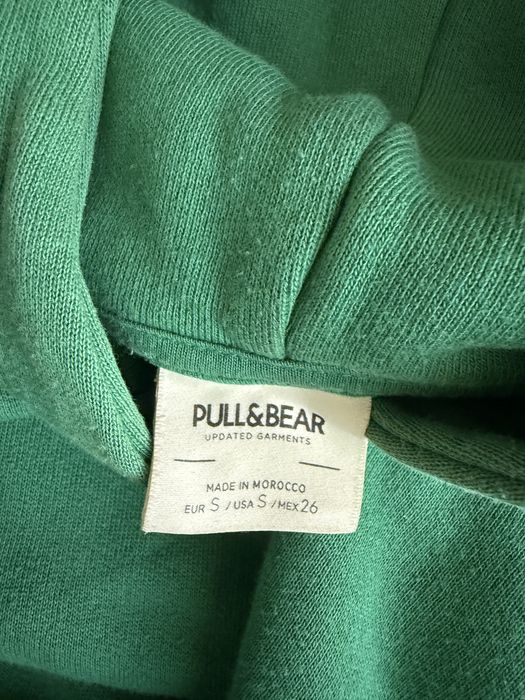 PULL&BEAR
UPDATED GARMENTS
MADE IN MOROCCO
EUR S / USA S / MEX 26